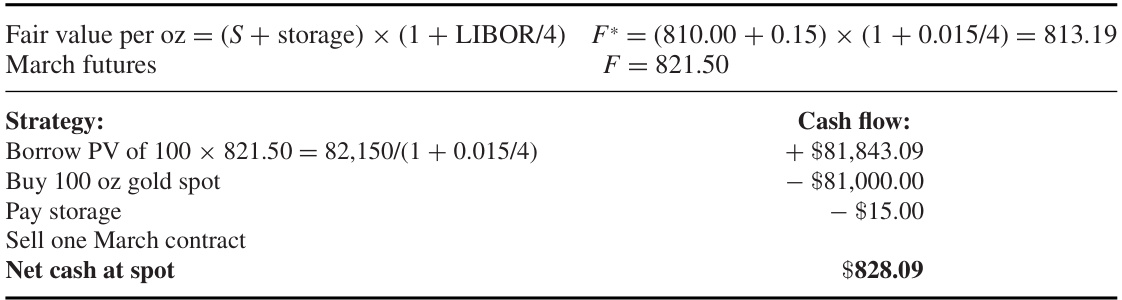 Fair value per oz = (S + storage) × (1 + LIBOR/4) F* = (810.00 + 0.15) × (1 + 0.015/4) = 813.19
March futures F = 821.50
Strategy: Cash flow:
Borrow PV of 100 × 821.50 = 82,150/(1 + 0.015/4) + $81,843.09
Buy 100 oz gold spot − $81,000.00
Pay storage − $15.00
Sell one March contract
Net cash at spot $828.09